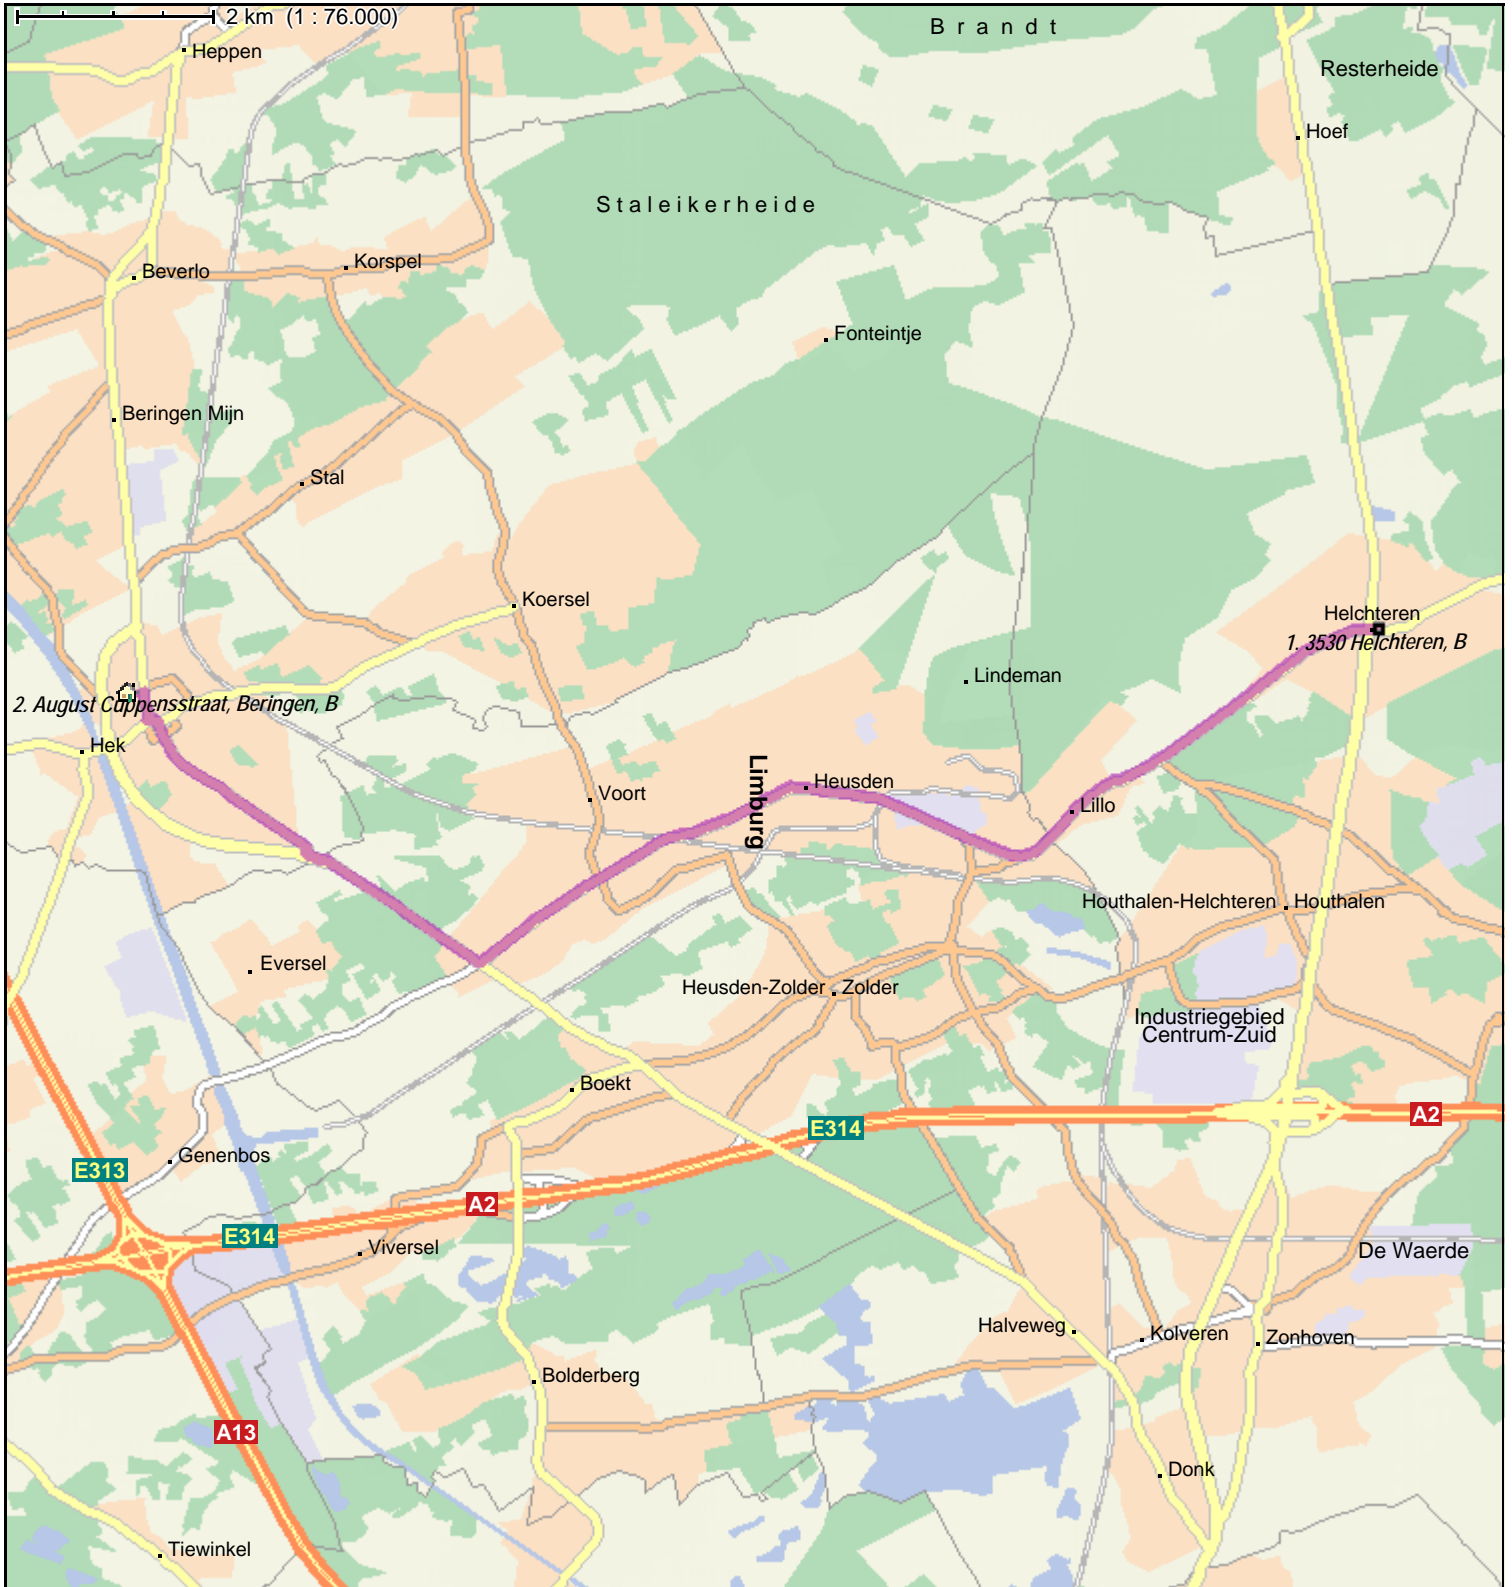 2 km (1 : 76.000)
Brandt
Heppen
Resterheide
Hoef
Staleikerheide
Korspel
Beverlo
Fonteintje
Beringen Mijn
Stal
Koersel
Helchteren
1. 3530 Helchteren, B
Lindeman
2. August Cuppensstraat, Beringen, B
Hek
Limburg
Heusden
Voort
Lillo
Houthalen-Helchteren
Houthalen
Eversel
Heusden-Zolder
Zolder
Industriegebied
Centrum-Zuid
Boekt
E314
A2
Genenbos
E313
A2
E314
Viversel
De Waerde
Halveweg
Kolveren
Zonhoven
Bolderberg
A13
Donk
Tiewinkel